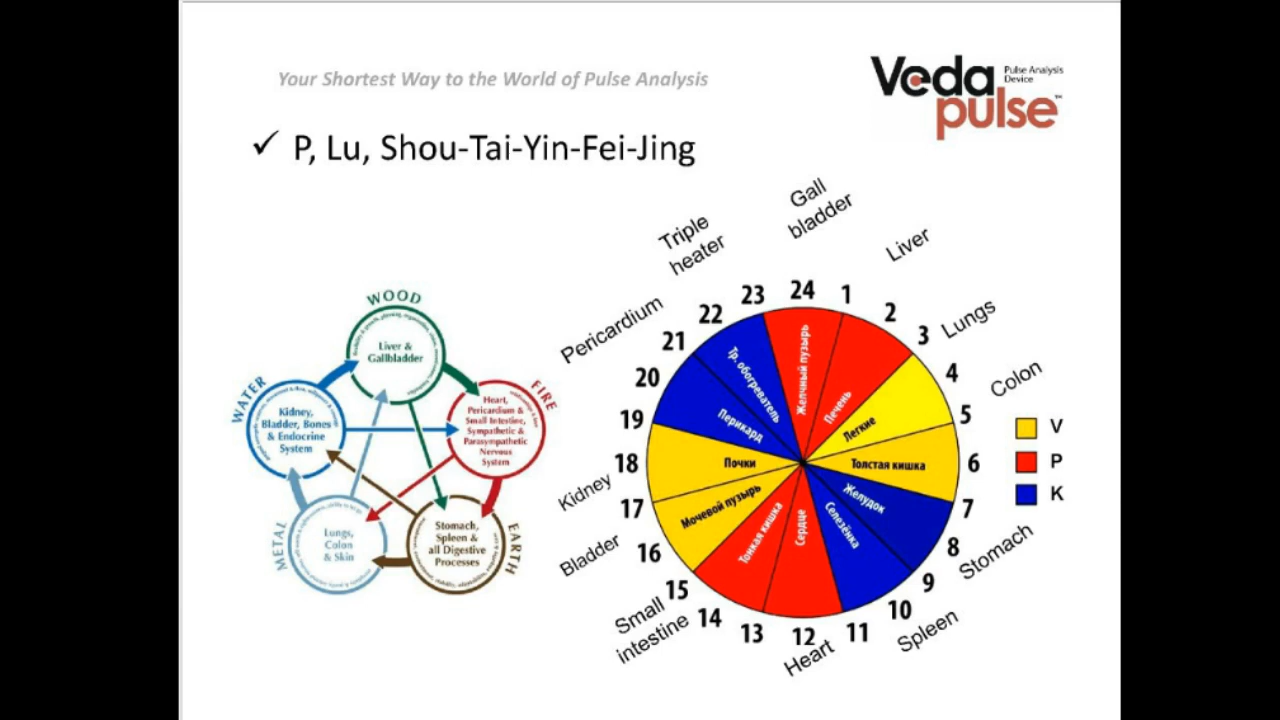 Your Shortest Way to the World of Pulse Analysis
Veda
pulse™
Pulse Analysis
Device
✓ P, Lu, Shou-Tai-Yin-Fei-Jing
WOOD
Liver &
Gallbladder
FIRE
Heart,
Pericardium &
Small Intestine,
Sympathetic &
Parasympathetic
Nervous
System
EARTH
Stomach,
Spleen &
all Digestive
Processes
METAL
Lungs,
Colon
& Skin
WATER
Kidney,
Bladder, Bones
& Endocrine
System
Gall
bladder
Liver
Lungs
Colon
Stomach
Spleen
Heart
Small
intestine
Bladder
Kidney
Pericardium
Triple
heater
24
1
2
3
4
5
6
7
8
9
10
11
12
13
14
15
16
17
18
19
20
21
22
23
Желчный пузырь
Печень
Легкие
Толстая кишка
Желудок
Селезёнка
Сердце
Тонкая кишка
Мочевой пузырь
Почки
Перикард
Тр. обогреватель
V
P
K